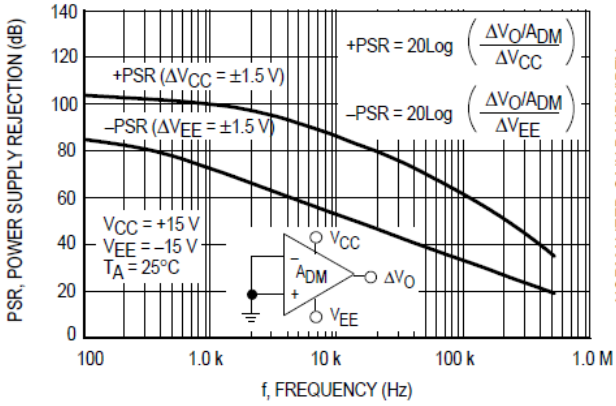 PSR, POWER SUPPLY REJECTION (dB)
140
120
100
80
60
40
20
0
+PSR (ΔVCC = ±1.5 V)
–PSR (ΔVEE = ±1.5 V)
+PSR = 20Log ( ΔVO/ADM
ΔVCC )
–PSR = 20Log ( ΔVO/ADM
ΔVEE )
VCC = +15 V
VEE = –15 V
TA = 25°C
VCC
–
ADM
+
ΔVO
VEE
100
1.0 k
10 k
100 k
1.0 M
f, FREQUENCY (Hz)